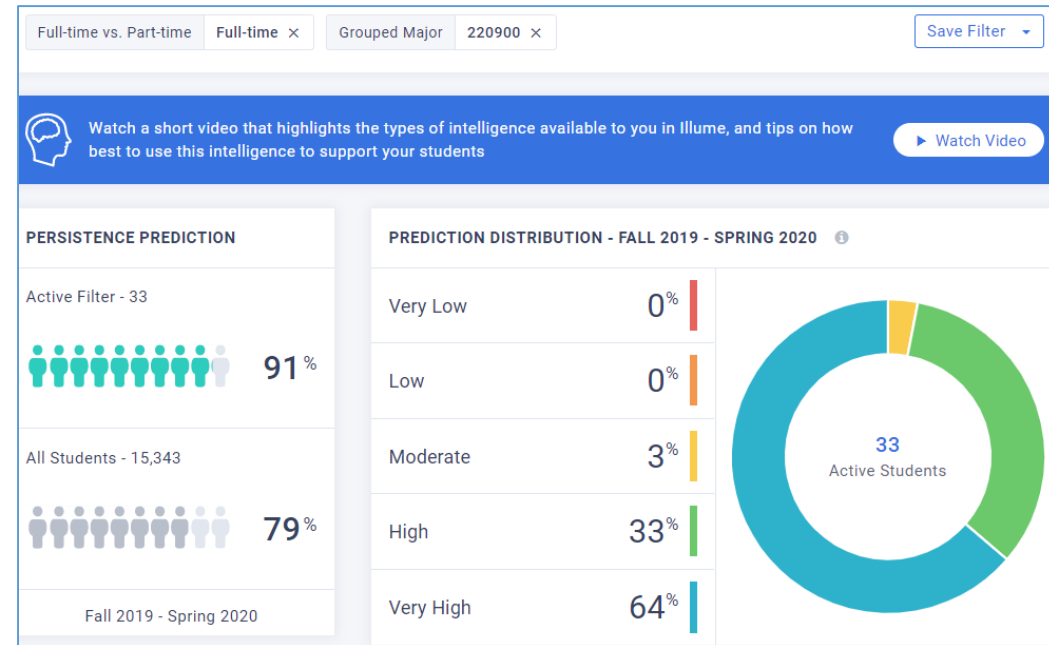 Full-time vs. Part-time Full-time × Grouped Major 220900 × Save Filter
Watch a short video that highlights the types of intelligence available to you in Illume, and tips on how
best to use this intelligence to support your students
Watch Video
PERSISTENCE PREDICTION
Active Filter - 33
91%
All Students - 15,343
79%
Fall 2019 - Spring 2020
PREDICTION DISTRIBUTION - FALL 2019 - SPRING 2020
Very Low 0%
Low 0%
Moderate 3%
High 33%
Very High 64%
33
Active Students